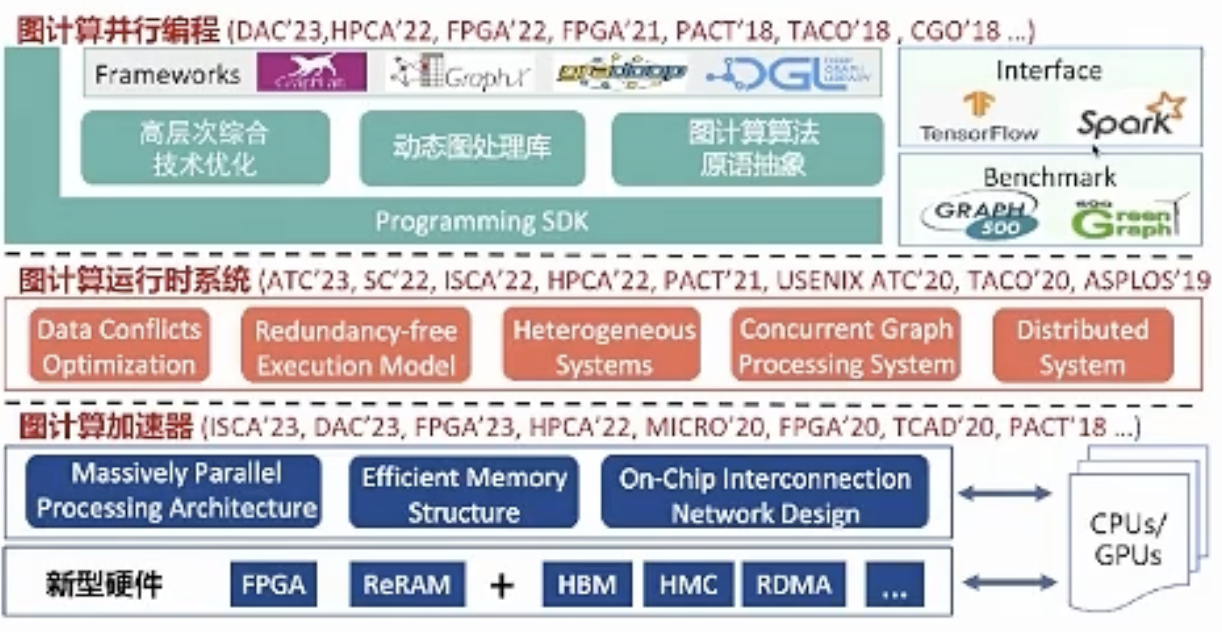 图计算并行编程 (DAC'23,HPCA'22, FPGA'22, FPGA'21, PACT'18, TACO'18 , CGO'18 ...)
Frameworks
GraphX
gradoop
DGL
DEEP GRAPH LIBRARY
高层次综合
技术优化
动态图处理库
图计算算法
原语抽象
Programming SDK
Interface
TensorFlow
Spark
Benchmark
GRAPH 500
Green Graph
图计算运行时系统 (ATC'23, SC'22, ISCA'22, HPCA'22, PACT'21, USENIX ATC'20, TACO'20, ASPLOS'19
Data Conflicts
Optimization
Redundancy-free
Execution Model
Heterogeneous
Systems
Concurrent Graph
Processing System
Distributed
System
图计算加速器 (ISCA'23, DAC'23, FPGA'23, HPCA'22, MICRO'20, FPGA'20, TCAD'20, PACT'18 ...)
Massively Parallel
Processing Architecture
Efficient Memory
Structure
On-Chip Interconnection
Network Design
CPUs/
GPUs
新型硬件 FPGA ReRAM + HBM HMC RDMA ...